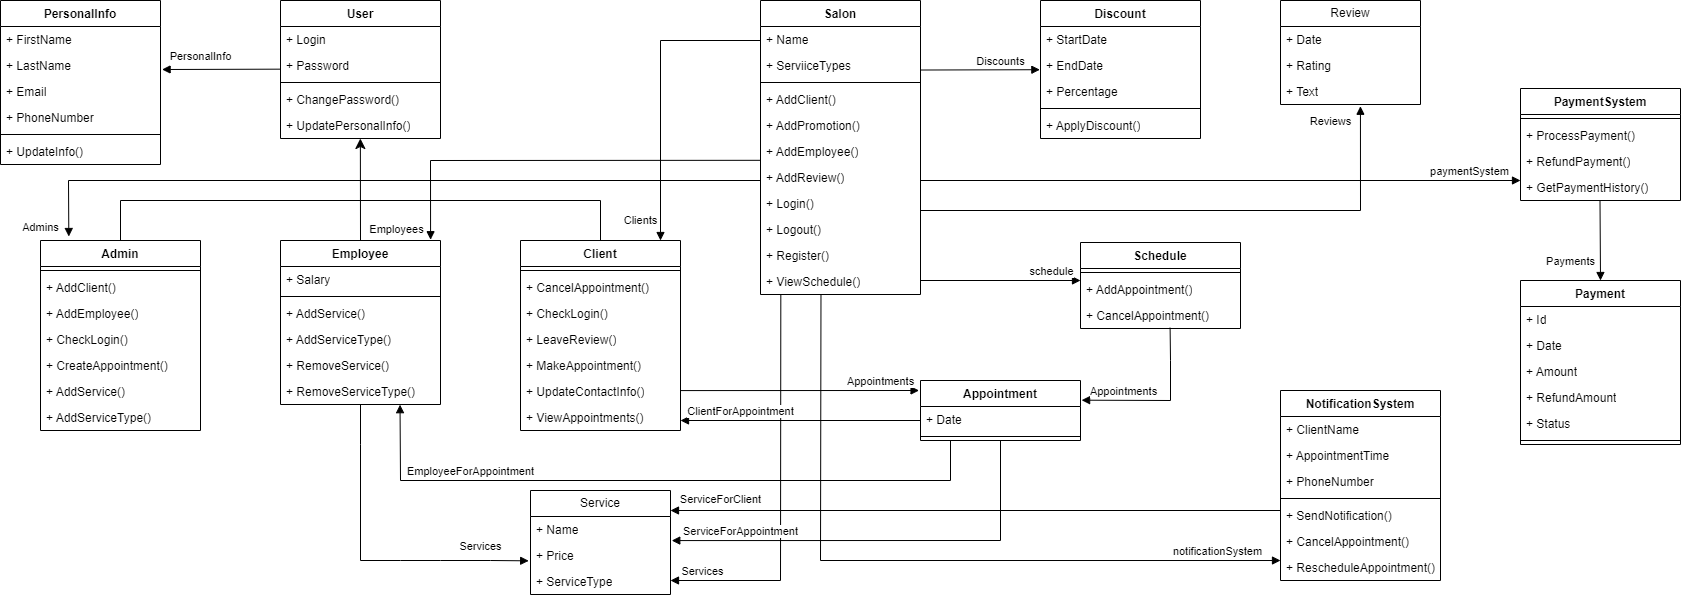 PersonalInfo
+ FirstName
+ LastName
+ Email
+ PhoneNumber
+ UpdateInfo()
PersonalInfo
User
+ Login
+ Password
+ ChangePassword()
+ UpdatePersonalInfo()
Salon
+ Name
+ ServiiceTypes
+ AddClient()
+ AddPromotion()
+ AddEmployee()
+ AddReview()
+ Login()
+ Logout()
+ Register()
+ ViewSchedule()
Discounts
Discount
+ StartDate
+ EndDate
+ Percentage
+ ApplyDiscount()
Review
+ Date
+ Rating
+ Text
Reviews
paymentSystem
PaymentSystem
+ ProcessPayment()
+ RefundPayment()
+ GetPaymentHistory()
Admins
Admin
+ AddClient()
+ AddEmployee()
+ CheckLogin()
+ CreateAppointment()
+ AddService()
+ AddServiceType()
Employees
Employee
+ Salary
+ AddService()
+ AddServiceType()
+ RemoveService()
+ RemoveServiceType()
Clients
Client
+ CancelAppointment()
+ CheckLogin()
+ LeaveReview()
+ MakeAppointment()
+ UpdateContactInfo()
+ ViewAppointments()
schedule
Schedule
+ AddAppointment()
+ CancelAppointment()
Payments
Payment
+ Id
+ Date
+ Amount
+ RefundAmount
+ Status
Appointments
ClientForAppointment
Appointment
+ Date
Appointments
NotificationSystem
+ ClientName
+ AppointmentTime
+ PhoneNumber
+ SendNotification()
+ CancelAppointment()
+ RescheduleAppointment()
EmployeeForAppointment
Services
Service
+ Name
+ Price
+ ServiceType
ServiceForClient
ServiceForAppointment
Services
notificationSystem